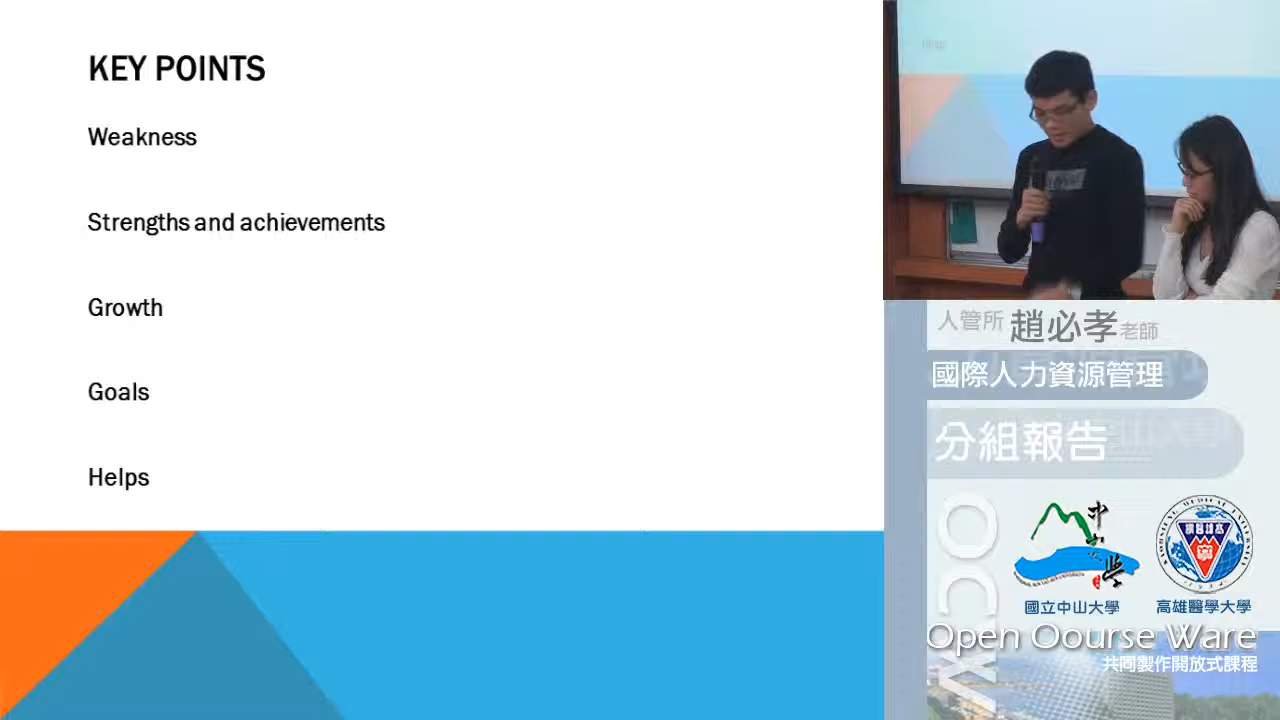 KEY POINTS
Weakness
Strengths and achievements
Growth
Goals
Helps
人管所 趙必孝 老師
國際人力資源管理
分組報告
OCW
國立中山大學
高雄醫學大學
Open Oourse Ware
共同製作開放式課程